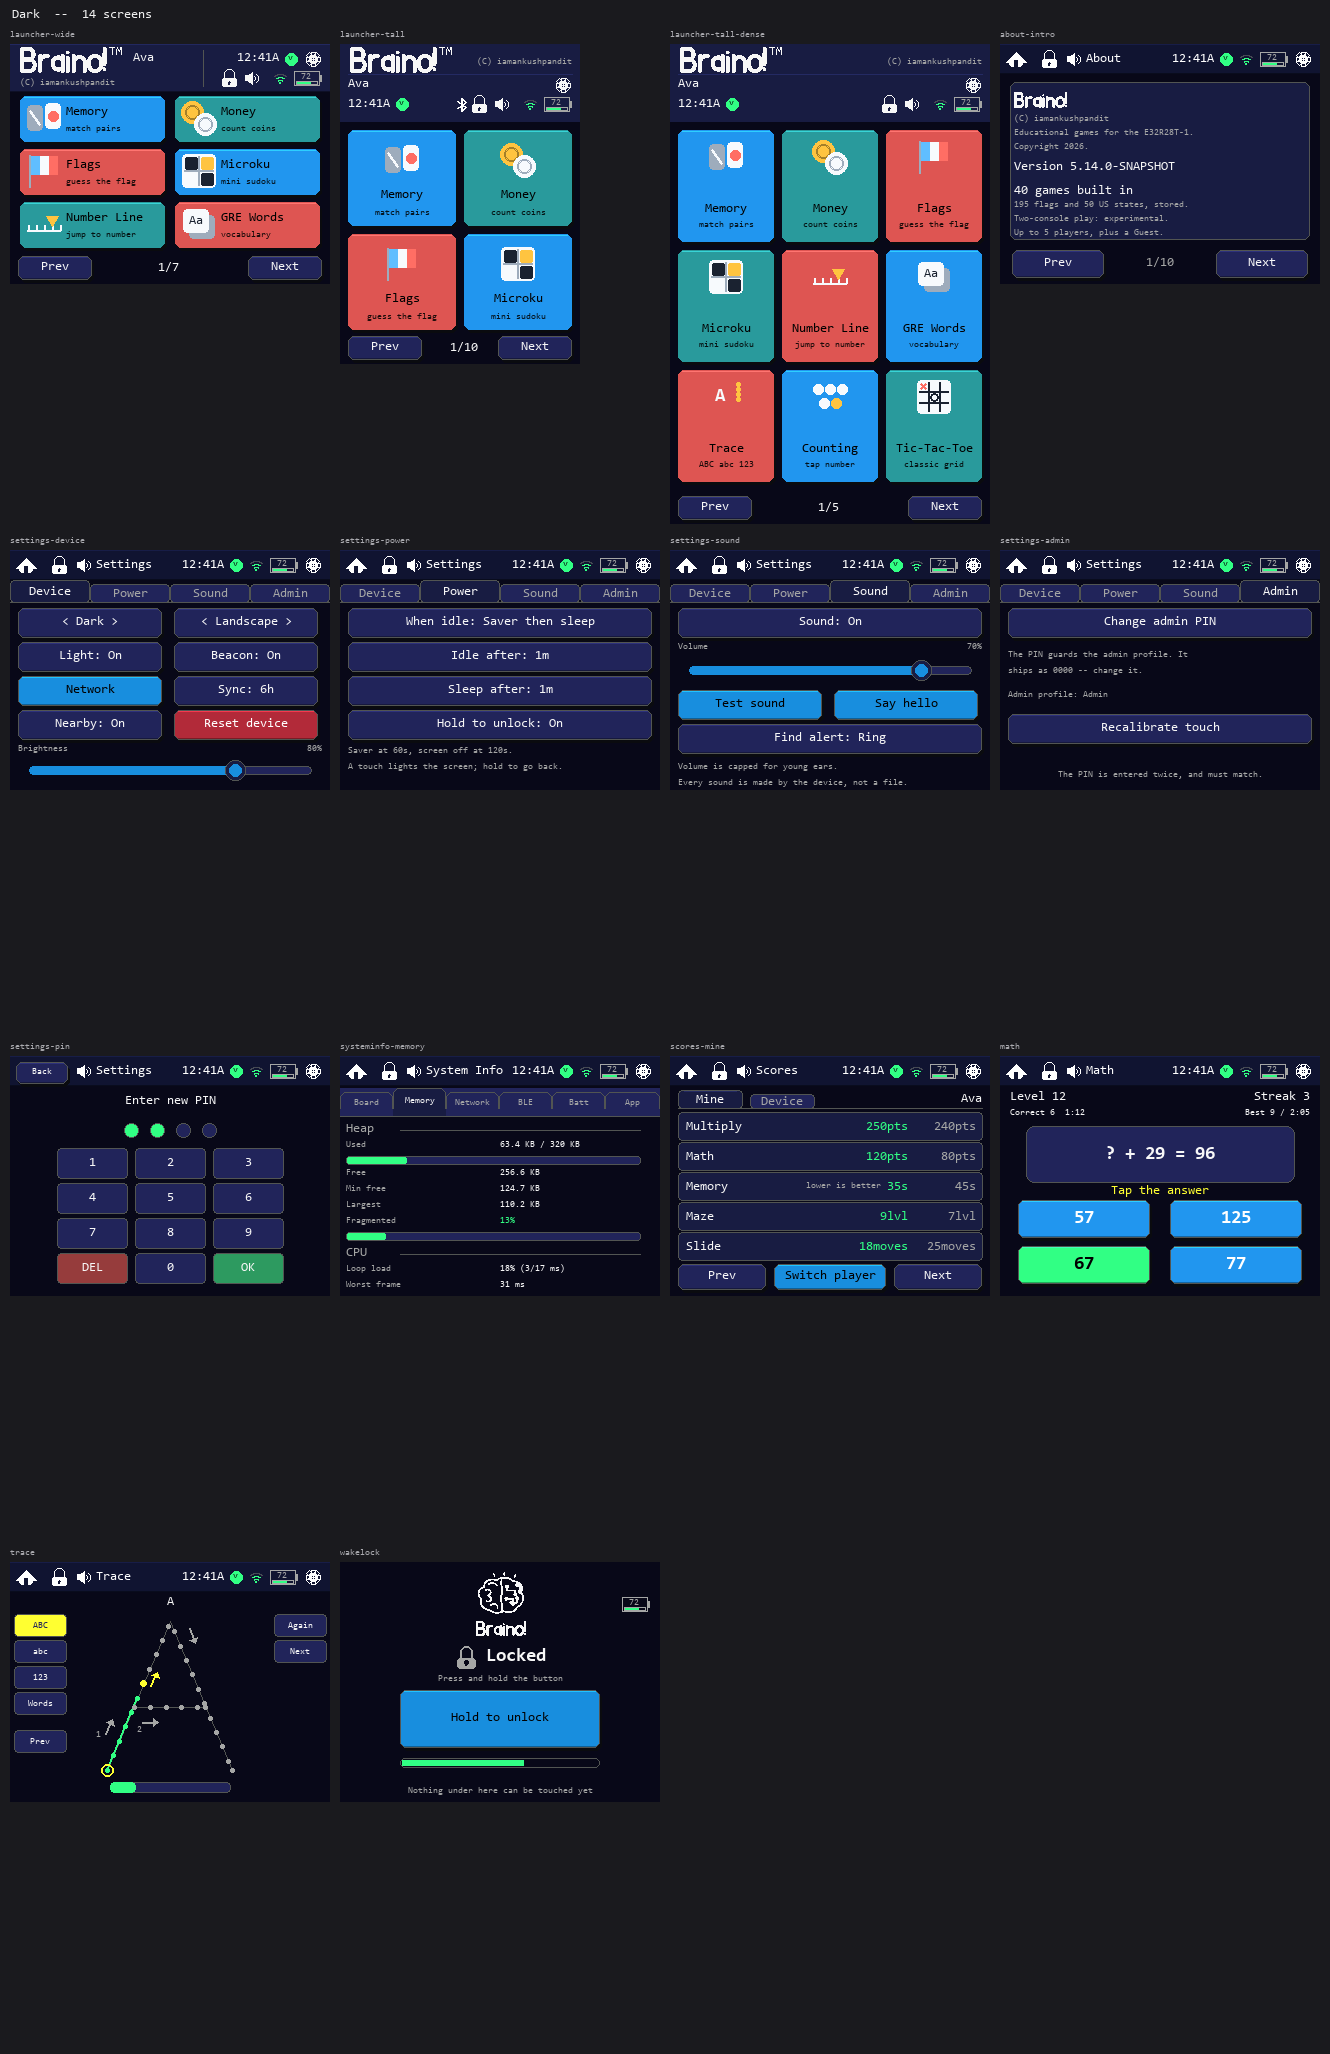 Dark -- 14 screens
launcher-wide
Braino!™ Ava 12:41A V
(C) iamankushpandit 72
Memory
match pairs
Money
count coins
Flags
guess the flag
Microku
mini sudoku
Number Line
jump to number
Aa
GRE Words
vocabulary
Prev 1/7 Next
launcher-tall
Braino!™ (C) iamankushpandit
Ava
12:41A V 72
Memory
match pairs
Money
count coins
Flags
guess the flag
Microku
mini sudoku
Prev 1/10 Next
launcher-tall-dense
Braino!™ (C) iamankushpandit
Ava
12:41A V 72
Memory
match pairs
Money
count coins
Flags
guess the flag
Microku
mini sudoku
Number Line
jump to number
Aa
GRE Words
vocabulary
A
Trace
ABC abc 123
Counting
tap number
Tic-Tac-Toe
classic grid
Prev 1/5 Next
about-intro
About 12:41A V 72
Braino!
(C) iamankushpandit
Educational games for the E32R28T-1.
Copyright 2026.
Version 5.14.0-SNAPSHOT
40 games built in
195 flags and 50 US states, stored.
Two-console play: experimental.
Up to 5 players, plus a Guest.
Prev 1/10 Next
settings-device
Settings 12:41A V 72
Device Power Sound Admin
< Dark > < Landscape >
Light: On Beacon: On
Network Sync: 6h
Nearby: On Reset device
Brightness 80%
settings-power
Settings 12:41A V 72
Device Power Sound Admin
When idle: Saver then sleep
Idle after: 1m
Sleep after: 1m
Hold to unlock: On
Saver at 60s, screen off at 120s.
A touch lights the screen; hold to go back.
settings-sound
Settings 12:41A V 72
Device Power Sound Admin
Sound: On
Volume 70%
Test sound Say hello
Find alert: Ring
Volume is capped for young ears.
Every sound is made by the device, not a file.
settings-admin
Settings 12:41A V 72
Device Power Sound Admin
Change admin PIN
The PIN guards the admin profile. It
ships as 0000 -- change it.
Admin profile: Admin
Recalibrate touch
The PIN is entered twice, and must match.
settings-pin
Back Settings 12:41A V 72
Enter new PIN
1 2 3
4 5 6
7 8 9
DEL 0 OK
systeminfo-memory
System Info 12:41A V 72
Board Memory Network BLE Batt App
Heap
Used 63.4 KB / 320 KB
Free 256.6 KB
Min free 124.7 KB
Largest 110.2 KB
Fragmented 13%
CPU
Loop load 18% (3/17 ms)
Worst frame 31 ms
scores-mine
Scores 12:41A V 72
Mine Device Ava
Multiply 250pts 240pts
Math 120pts 80pts
Memory lower is better 35s 45s
Maze 9lvl 7lvl
Slide 18moves 25moves
Prev Switch player Next
math
Math 12:41A V 72
Level 12 Streak 3
Correct 6 1:12 Best 9 / 2:05
? + 29 = 96
Tap the answer
57 125
67 77
trace
Trace 12:41A V 72
A
ABC Again
abc Next
123
Words
Prev
1 2
wakelock
72
Braino!
Locked
Press and hold the button
Hold to unlock
Nothing under here can be touched yet